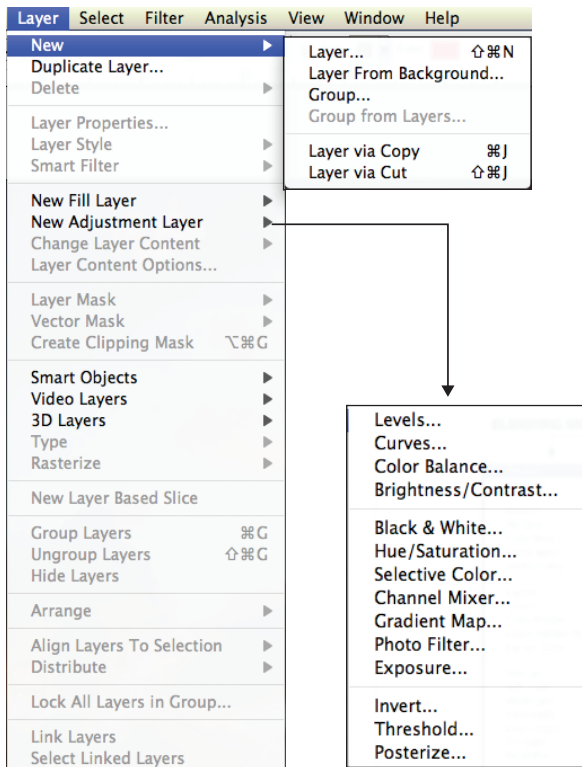 Layer Select Filter Analysis View Window Help
New
Duplicate Layer...
Delete
Layer Properties...
Layer Style
Smart Filter
New Fill Layer
New Adjustment Layer
Change Layer Content
Layer Content Options...
Layer Mask
Vector Mask
Create Clipping Mask ⌥⌘G
Smart Objects
Video Layers
3D Layers
Type
Rasterize
New Layer Based Slice
Group Layers ⌘G
Ungroup Layers ⇧⌘G
Hide Layers
Arrange
Align Layers To Selection
Distribute
Lock All Layers in Group...
Link Layers
Select Linked Layers
Layer... ⇧⌘N
Layer From Background...
Group...
Group from Layers...
Layer via Copy ⌘J
Layer via Cut ⇧⌘J
Levels...
Curves...
Color Balance...
Brightness/Contrast...
Black & White...
Hue/Saturation...
Selective Color...
Channel Mixer...
Gradient Map...
Photo Filter...
Exposure...
Invert...
Threshold...
Posterize...